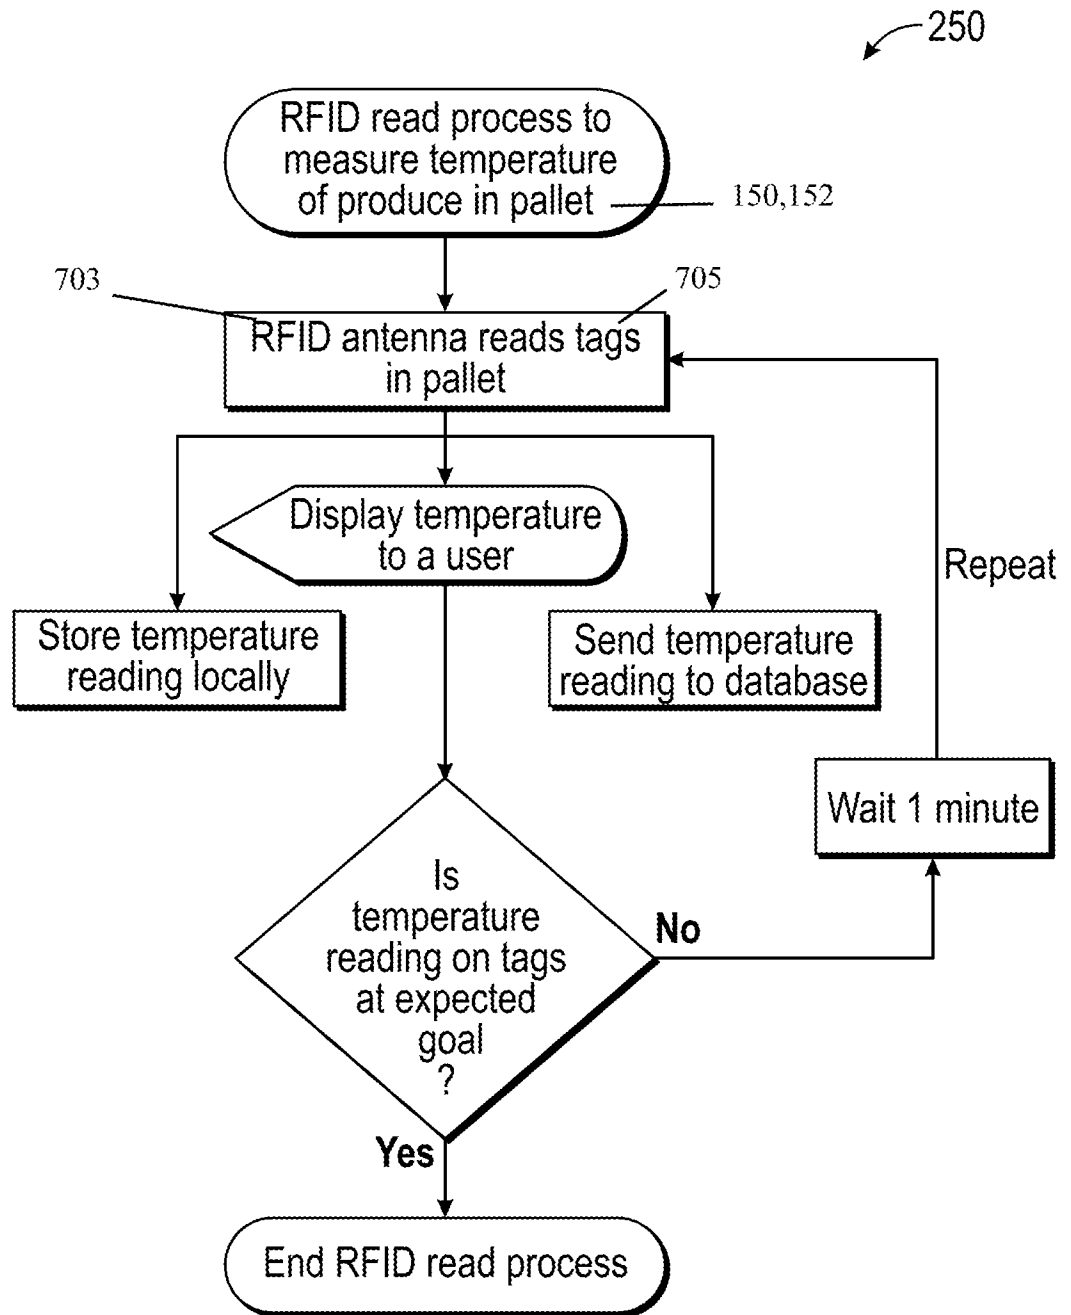 250
RFID read process to
measure temperature
of produce in pallet
150,152
703
705
RFID antenna reads tags
in pallet
Display temperature
to a user
Repeat
Store temperature
reading locally
Send temperature
reading to database
Wait 1 minute
Is
temperature
reading on tags
at expected
goal
?
No
Yes
End RFID read process